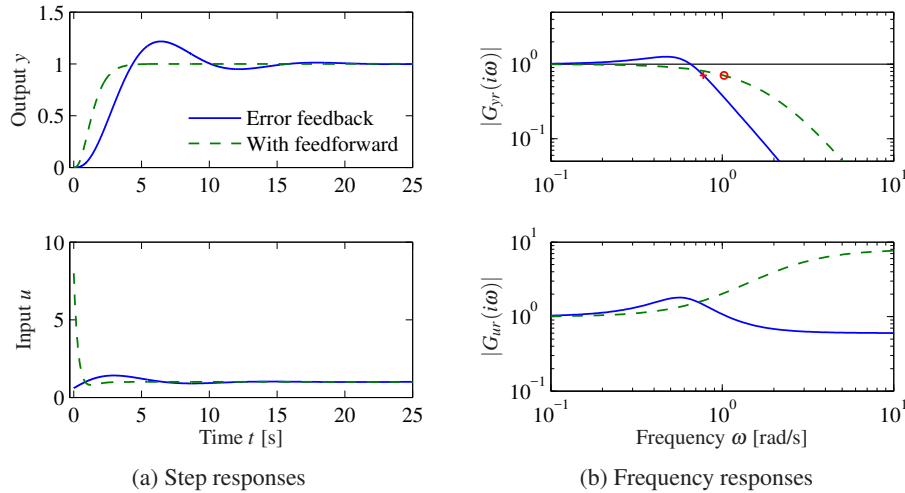 Output y
1.5
1
0.5
0
Error feedback
With feedforward
0 5 10 15 20 25
Input u
10
5
0
0 5 10 15 20 25
Time t [s]
(a) Step responses
|G_yr(iω)|
10^0
10^−1
10^−1 10^0 10^1
|G_ur(iω)|
10^1
10^0
10^−1
10^−1 10^0 10^1
Frequency ω [rad/s]
(b) Frequency responses